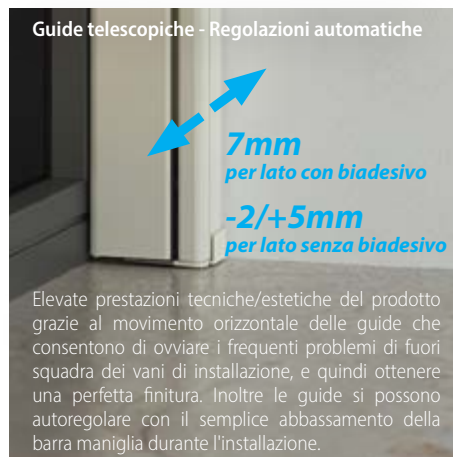 Guide telescopiche - Regolazioni automatiche
7mm
per lato con biadesivo
-2/+5mm
per lato senza biadesivo
Elevate prestazioni tecniche/estetiche del prodotto
grazie al movimento orizzontale delle guide che
consentono di ovviare i frequenti problemi di fuori
squadra dei vani di installazione, e quindi ottenere
una perfetta finitura. Inoltre le guide si possono
autoregolare con il semplice abbassamento della
barra maniglia durante l'installazione.